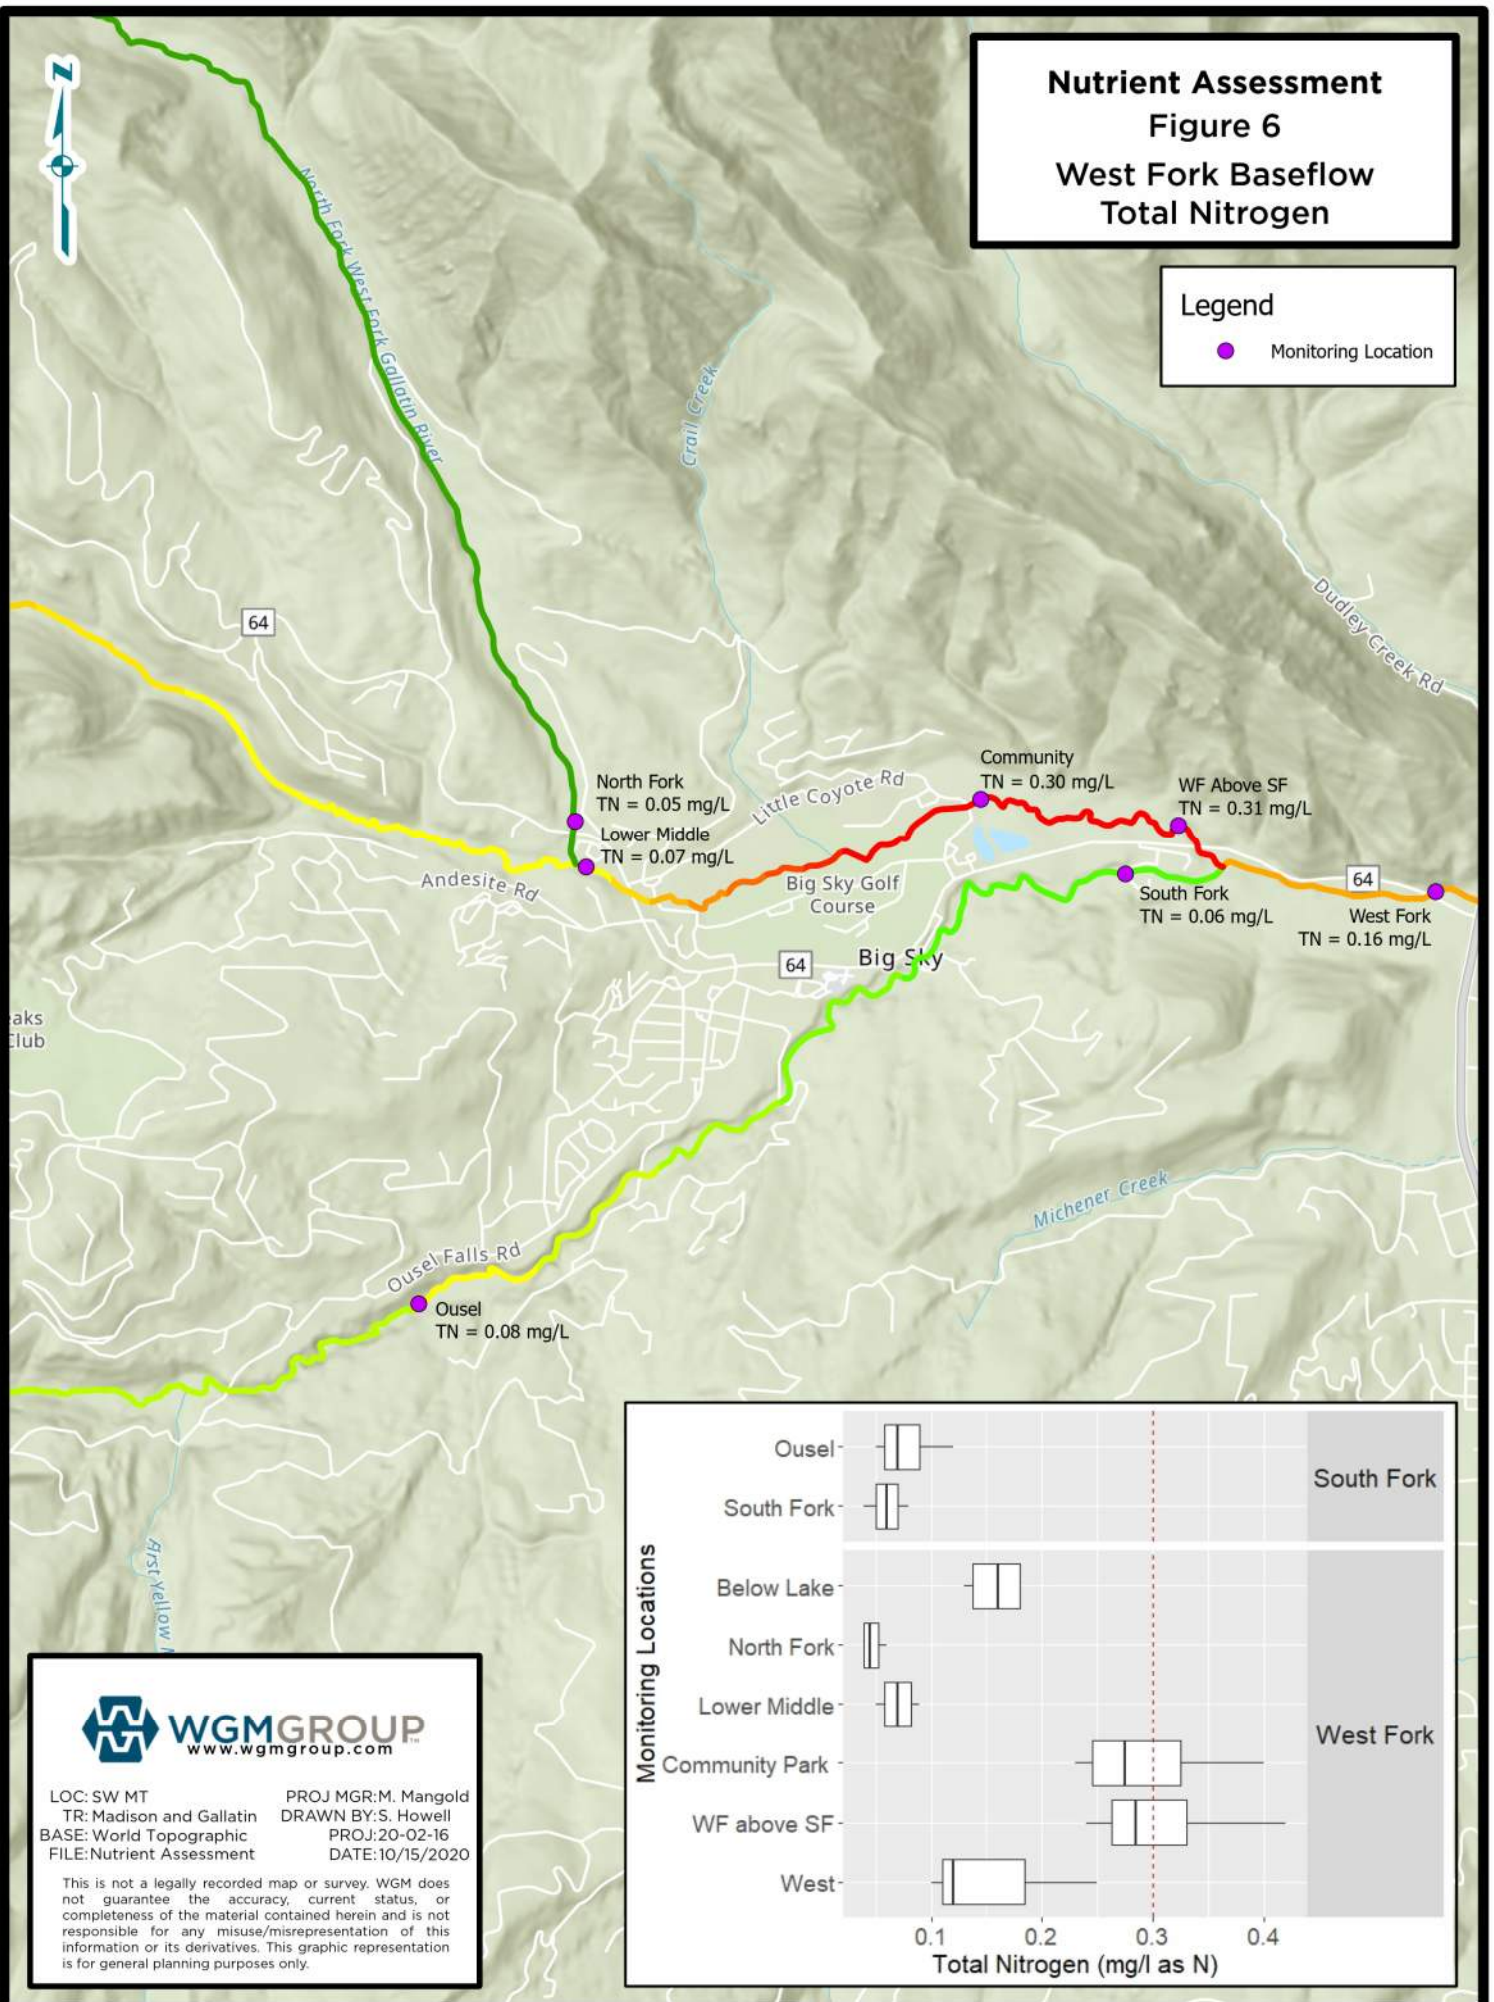 Nutrient Assessment
Figure 6
West Fork Baseflow
Total Nitrogen
N
Legend
Monitoring Location
North Fork West Fork Gallatin River
Crail Creek
Dudley Creek Rd
64
North Fork
TN = 0.05 mg/L
Lower Middle
TN = 0.07 mg/L
Little Coyote Rd
Community
TN = 0.30 mg/L
WF Above SF
TN = 0.31 mg/L
Andesite Rd
Big Sky Golf
Course
South Fork
TN = 0.06 mg/L
64
West Fork
TN = 0.16 mg/L
64
Big Sky
aks
Club
Michener Creek
Ousel Falls Rd
Ousel
TN = 0.08 mg/L
Yellow
Monitoring Locations
Ousel
South Fork
South Fork
Below Lake
North Fork
Lower Middle
Community Park
WF above SF
West
West Fork
0.1 0.2 0.3 0.4
Total Nitrogen (mg/l as N)
WGMGROUP
www.wgmgroup.com
LOC: SW MT PROJ MGR:M. Mangold
TR: Madison and Gallatin DRAWN BY:S. Howell
BASE: World Topographic PROJ:20-02-16
FILE:Nutrient Assessment DATE:10/15/2020
This is not a legally recorded map or survey. WGM does
not guarantee the accuracy, current status, or
completeness of the material contained herein and is not
responsible for any misuse/misrepresentation of this
information or its derivatives. This graphic representation
is for general planning purposes only.